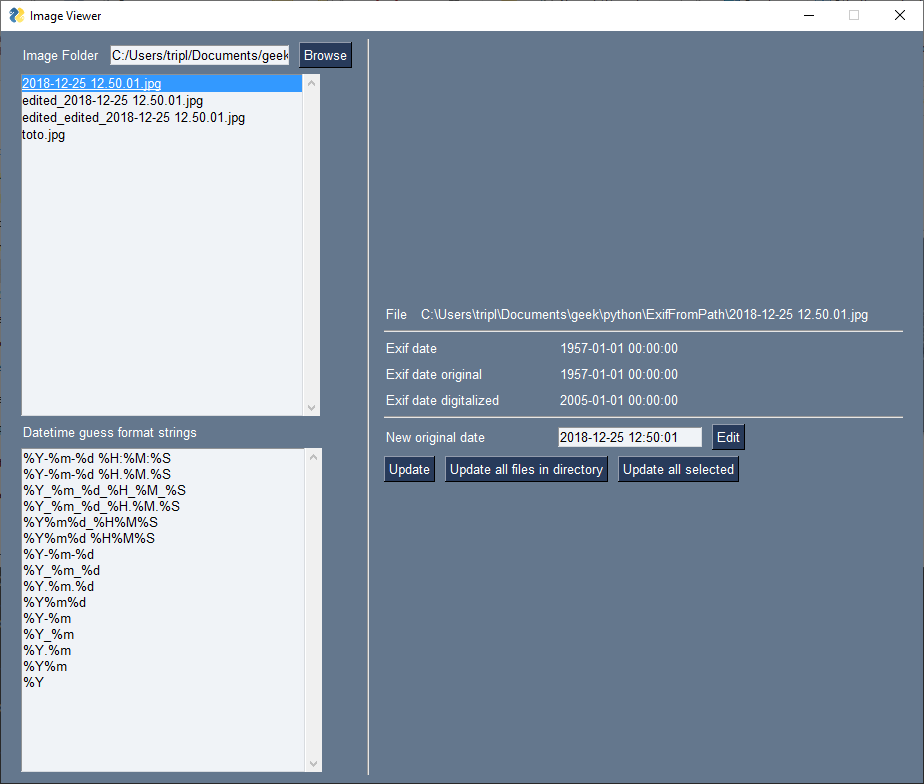 Image Viewer
Image Folder C:/Users/tripl/Documents/geek Browse
2018-12-25 12.50.01.jpg
edited_2018-12-25 12.50.01.jpg
edited_edited_2018-12-25 12.50.01.jpg
toto.jpg
Datetime guess format strings
%Y-%m-%d %H:%M:%S
%Y-%m-%d %H.%M.%S
%Y_%m_%d_%H_%M_%S
%Y_%m_%d_%H.%M.%S
%Y%m%d_%H%M%S
%Y%m%d %H%M%S
%Y-%m-%d
%Y_%m_%d
%Y.%m.%d
%Y%m%d
%Y-%m
%Y_%m
%Y.%m
%Y%m
%Y
File C:\Users\tripl\Documents\geek\python\ExifFromPath\2018-12-25 12.50.01.jpg
Exif date 1957-01-01 00:00:00
Exif date original 1957-01-01 00:00:00
Exif date digitalized 2005-01-01 00:00:00
New original date 2018-12-25 12:50:01 Edit
Update Update all files in directory Update all selected